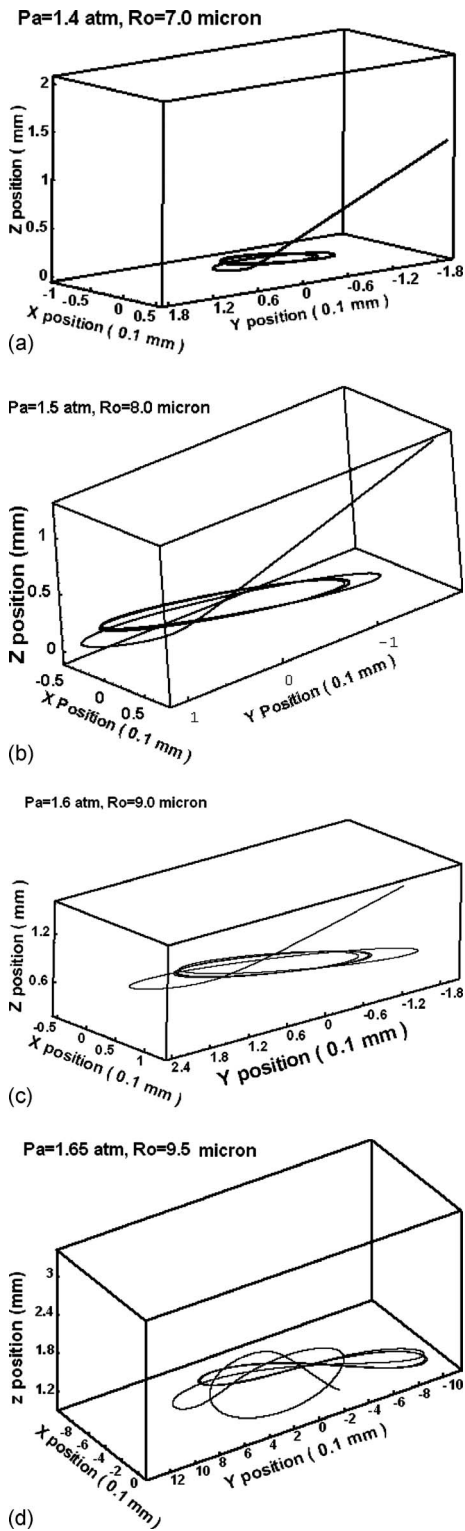 Pa=1.4 atm, Ro=7.0 micron
2
1.5
1
0.5
0
Z position ( mm)
-1 -0.5 0 0.5
X position ( 0.1 mm)
1.8 1.2 0.6 0 -0.6 -1.2 -1.8
Y position ( 0.1 mm)
(a)
Pa=1.5 atm, Ro=8.0 micron
1
0.5
0
Z position (mm)
-0.5 0 0.5
X Position ( 0.1 mm)
1 0 -1
Y position ( 0.1 mm)
(b)
Pa=1.6 atm, Ro=9.0 micron
1.2
0.6
Z position ( mm)
-0.5 0 0.5 1
X position ( 0.1 mm)
2.4 1.8 1.2 0.6 0 -0.6 -1.2 -1.8
Y position ( 0.1 mm)
(c)
Pa=1.65 atm, Ro=9.5 micron
3
2.4
1.8
1.2
z position (mm)
-8 -6 -4 -2 0
X position ( 0.1 mm)
12 10 8 6 4 2 0 -2 -4 -6 -8 -10
Y position ( 0.1 mm)
(d)